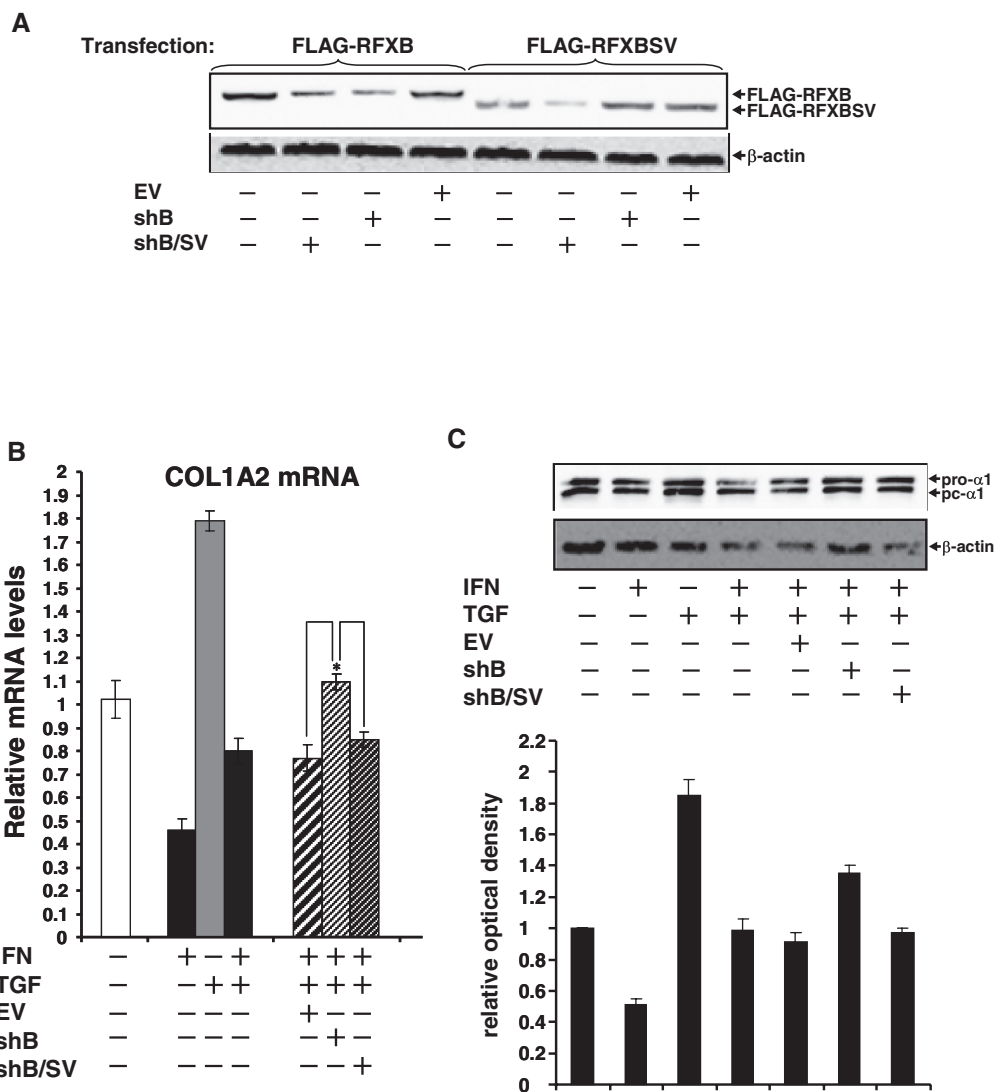 A
Transfection: FLAG-RFXB FLAG-RFXBSV
FLAG-RFXB
FLAG-RFXBSV
β-actin
EV − − − + − − − +
shB − − + − − − + −
shB/SV − + − − − + − −
B
COL1A2 mRNA
Relative mRNA levels
2
1.9
1.8
1.7
1.6
1.5
1.4
1.3
1.2
1.1
1
0.9
0.8
0.7
0.6
0.5
0.4
0.3
0.2
0.1
0
*
FN − + − + + + +
TGF − − + + + + +
EV − − − − + − −
shB − − − − − + −
shB/SV − − − − − − +
C
pro-α1
pc-α1
β-actin
IFN − + − + + + +
TGF − − + + + + +
EV − − − − + − −
shB − − − − − + −
shB/SV − − − − − − +
relative optical density
2.2
2
1.8
1.6
1.4
1.2
1
0.8
0.6
0.4
0.2
0